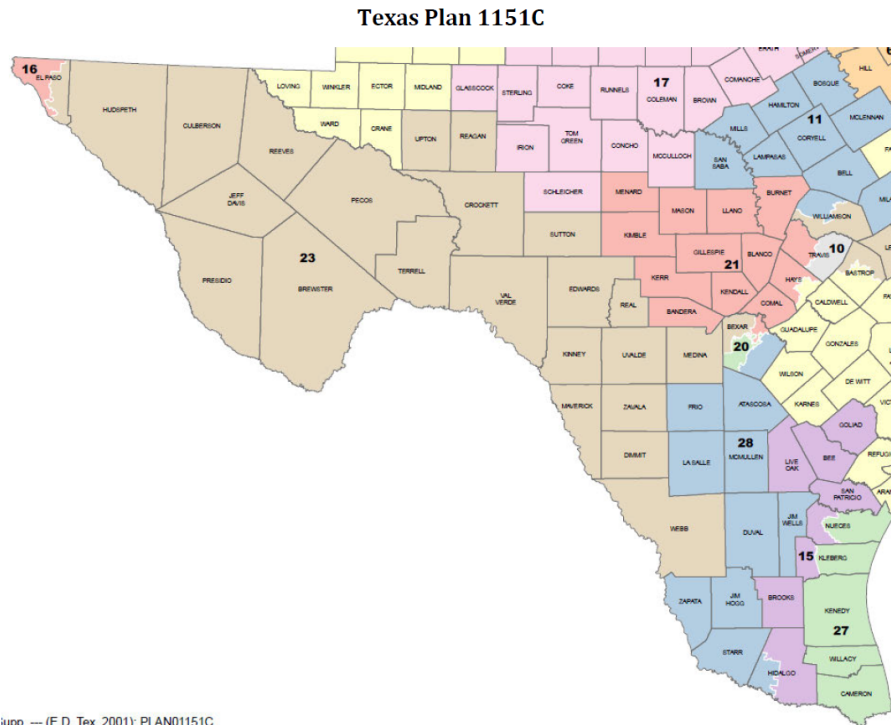 Texas Plan 1151C
ERATH
16
EL PASO
HILL
LOVING
WINKLER
ECTOR
MIDLAND
GLASSCOCK
STERLING
COKE
RUNNELS
17
COLEMAN
BROWN
COMANCHE
BOSQUE
HAMILTON
11
MCLENNAN
HUDSPETH
CULBERSON
WARD
CRANE
UPTON
REAGAN
IRION
TOM
GREEN
CONCHO
MCCULLOCH
MILLS
SAN
SABA
LAMPASAS
CORYELL
BELL
REEVES
JEFF
DAVIS
PECOS
CROCKETT
SCHLEICHER
MENARD
MASON
LLANO
BURNET
WILLIAMSON
SUTTON
KIMBLE
GILLESPIE
21
BLANCO
TRAVIS
10
BASTROP
HAYS
PRESIDIO
23
BREWSTER
TERRELL
VAL
VERDE
EDWARDS
REAL
KERR
KENDALL
BANDERA
COMAL
CALDWELL
GUADALUPE
BEXAR
20
GONZALES
KINNEY
UVALDE
MEDINA
WILSON
DE WITT
MAVERICK
ZAVALA
FRIO
ATASCOSA
KARNES
GOLIAD
DIMMIT
LA SALLE
28
MCMULLEN
LIVE
OAK
BEE
SAN
PATRICIO
WEBB
DUVAL
JIM
WELLS
NUECES
15
KLEBERG
ZAPATA
JIM
HOGG
BROOKS
KENEDY
27
STARR
HIDALGO
WILLACY
CAMERON
Supp. --- (E.D. Tex. 2001); PLAN01151C